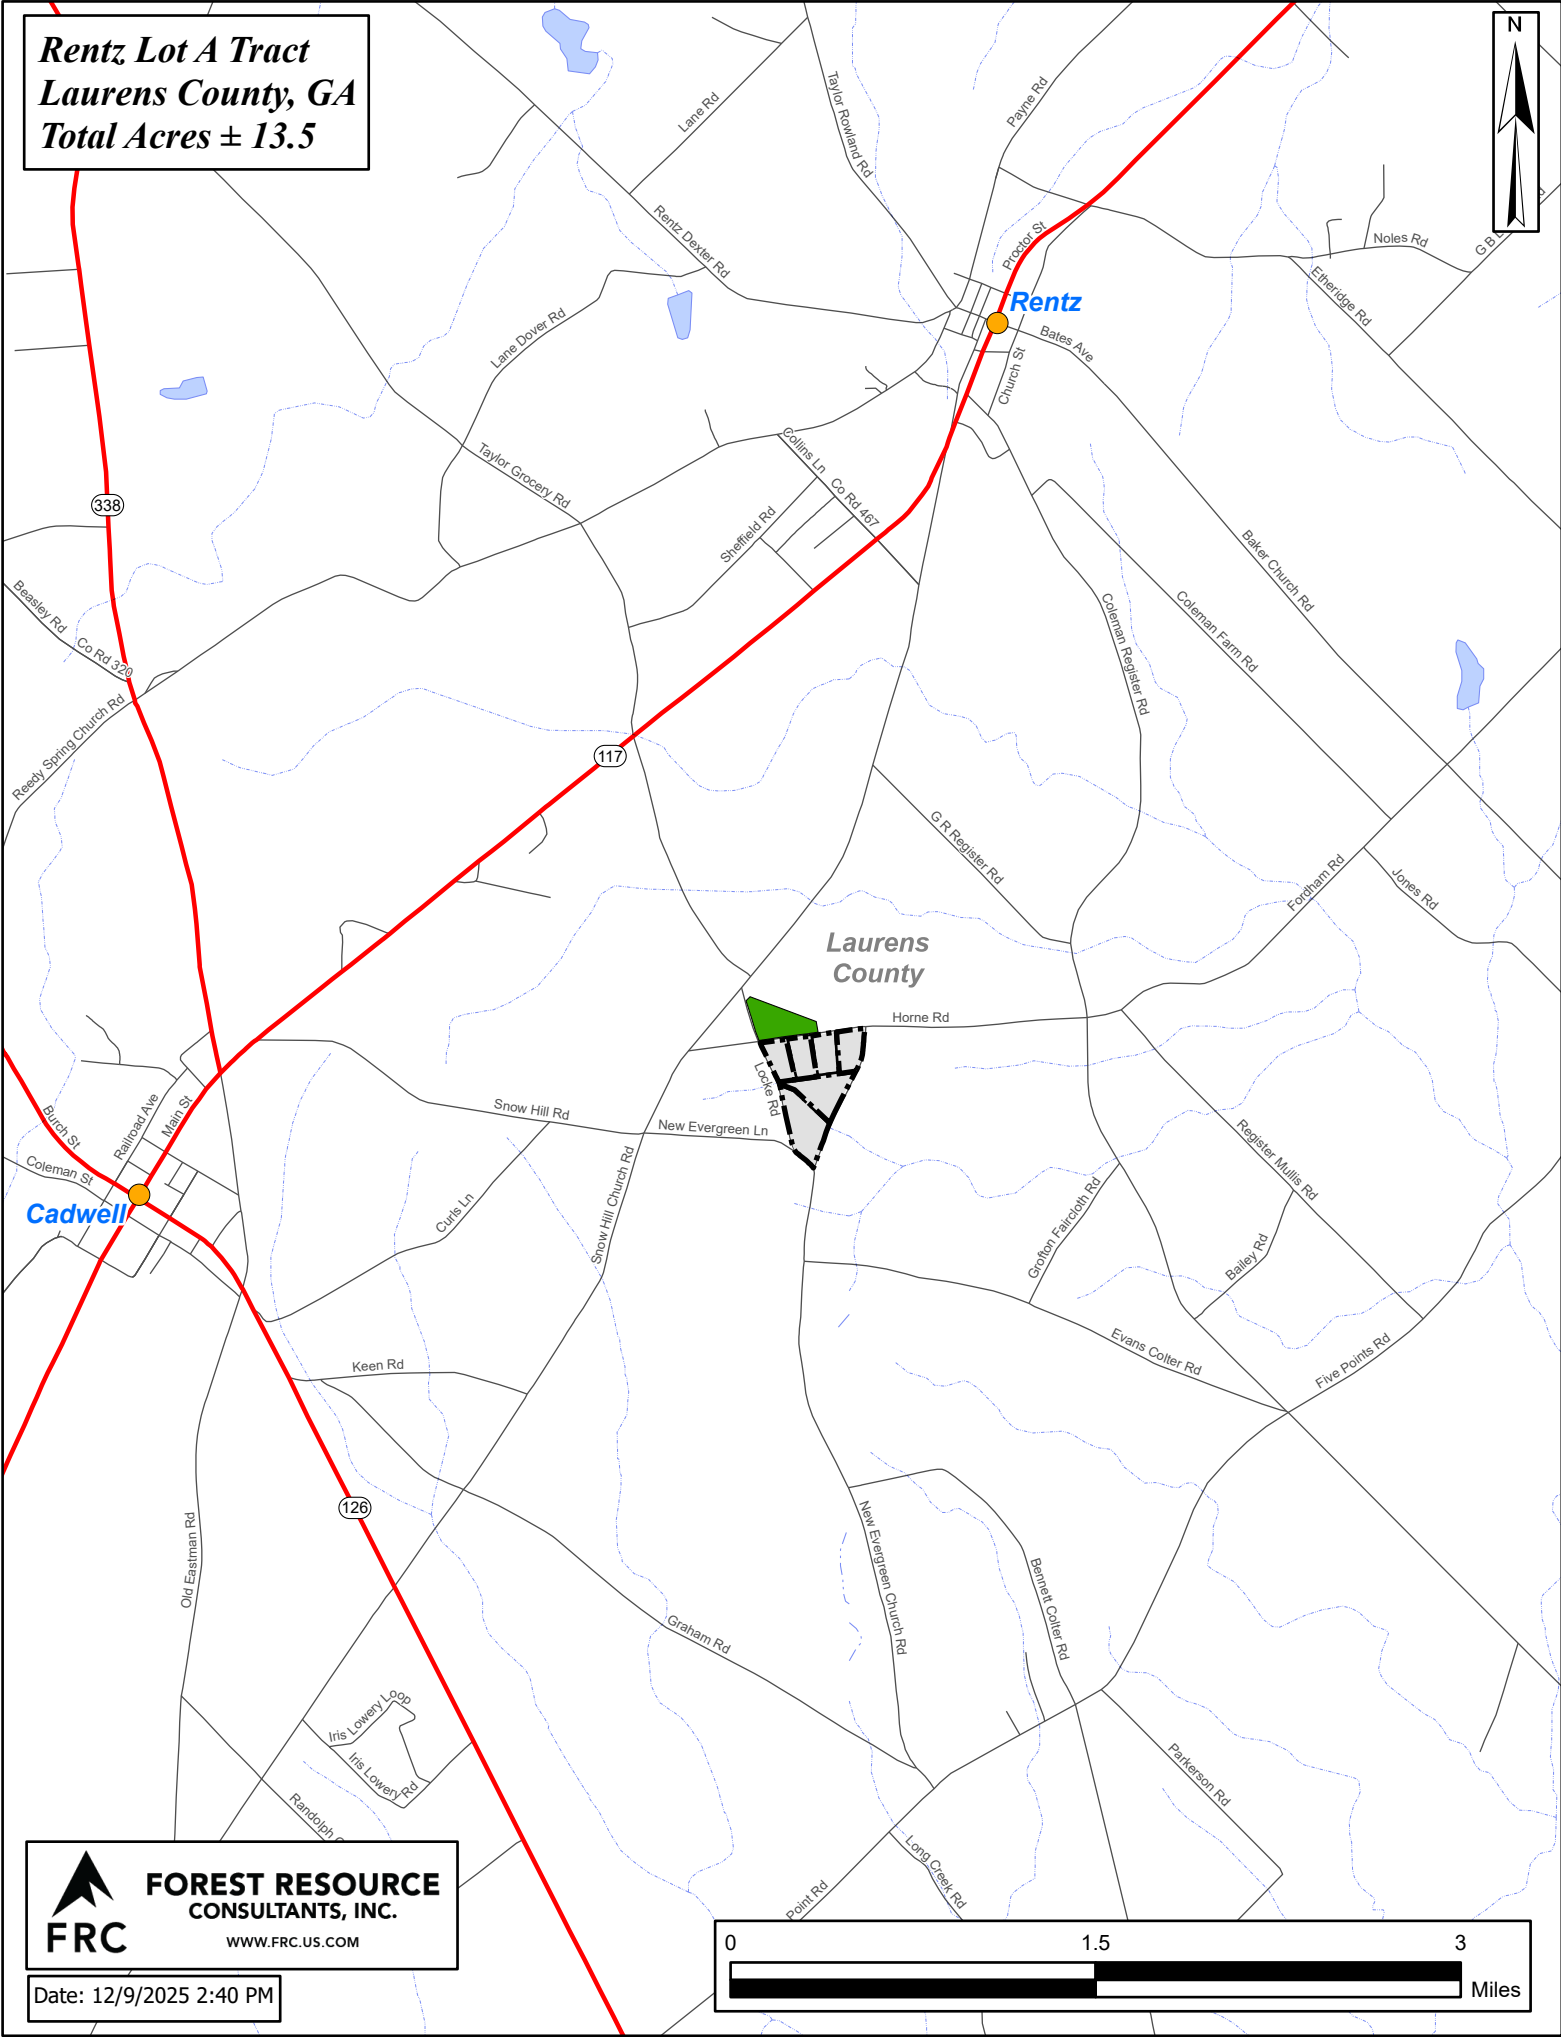 Rentz Lot A Tract
Laurens County, GA
Total Acres ± 13.5
N
Lane Rd
Taylor Rowland Rd
Payne Rd
Rentz Dexter Rd
Proctor St
Noles Rd
G B
Etheridge Rd
Rentz
Bates Ave
Church St
Lane Dover Rd
Taylor Grocery Rd
Collins Ln
Co Rd 467
Sheffield Rd
338
Baker Church Rd
Coleman Farm Rd
Coleman Register Rd
Beasley Rd
Co Rd 320
Reedy Spring Church Rd
117
G R Register Rd
Fordham Rd
Jones Rd
Laurens
County
Horne Rd
Locke Rd
Snow Hill Rd
New Evergreen Ln
Burch St
Railroad Ave
Main St
Coleman St
Cadwell
Curls Ln
Snow Hill Church Rd
Register Mullis Rd
Grofton Faircloth Rd
Bailey Rd
Evans Colter Rd
Five Points Rd
Keen Rd
126
Old Eastman Rd
New Evergreen Church Rd
Bennett Colter Rd
Graham Rd
Iris Lowery Loop
Iris Lowery Rd
Randolph
Parkerson Rd
Long Creek Rd
Point Rd
FRC
FOREST RESOURCE
CONSULTANTS, INC.
WWW.FRC.US.COM
Date: 12/9/2025 2:40 PM
0 1.5 3
Miles